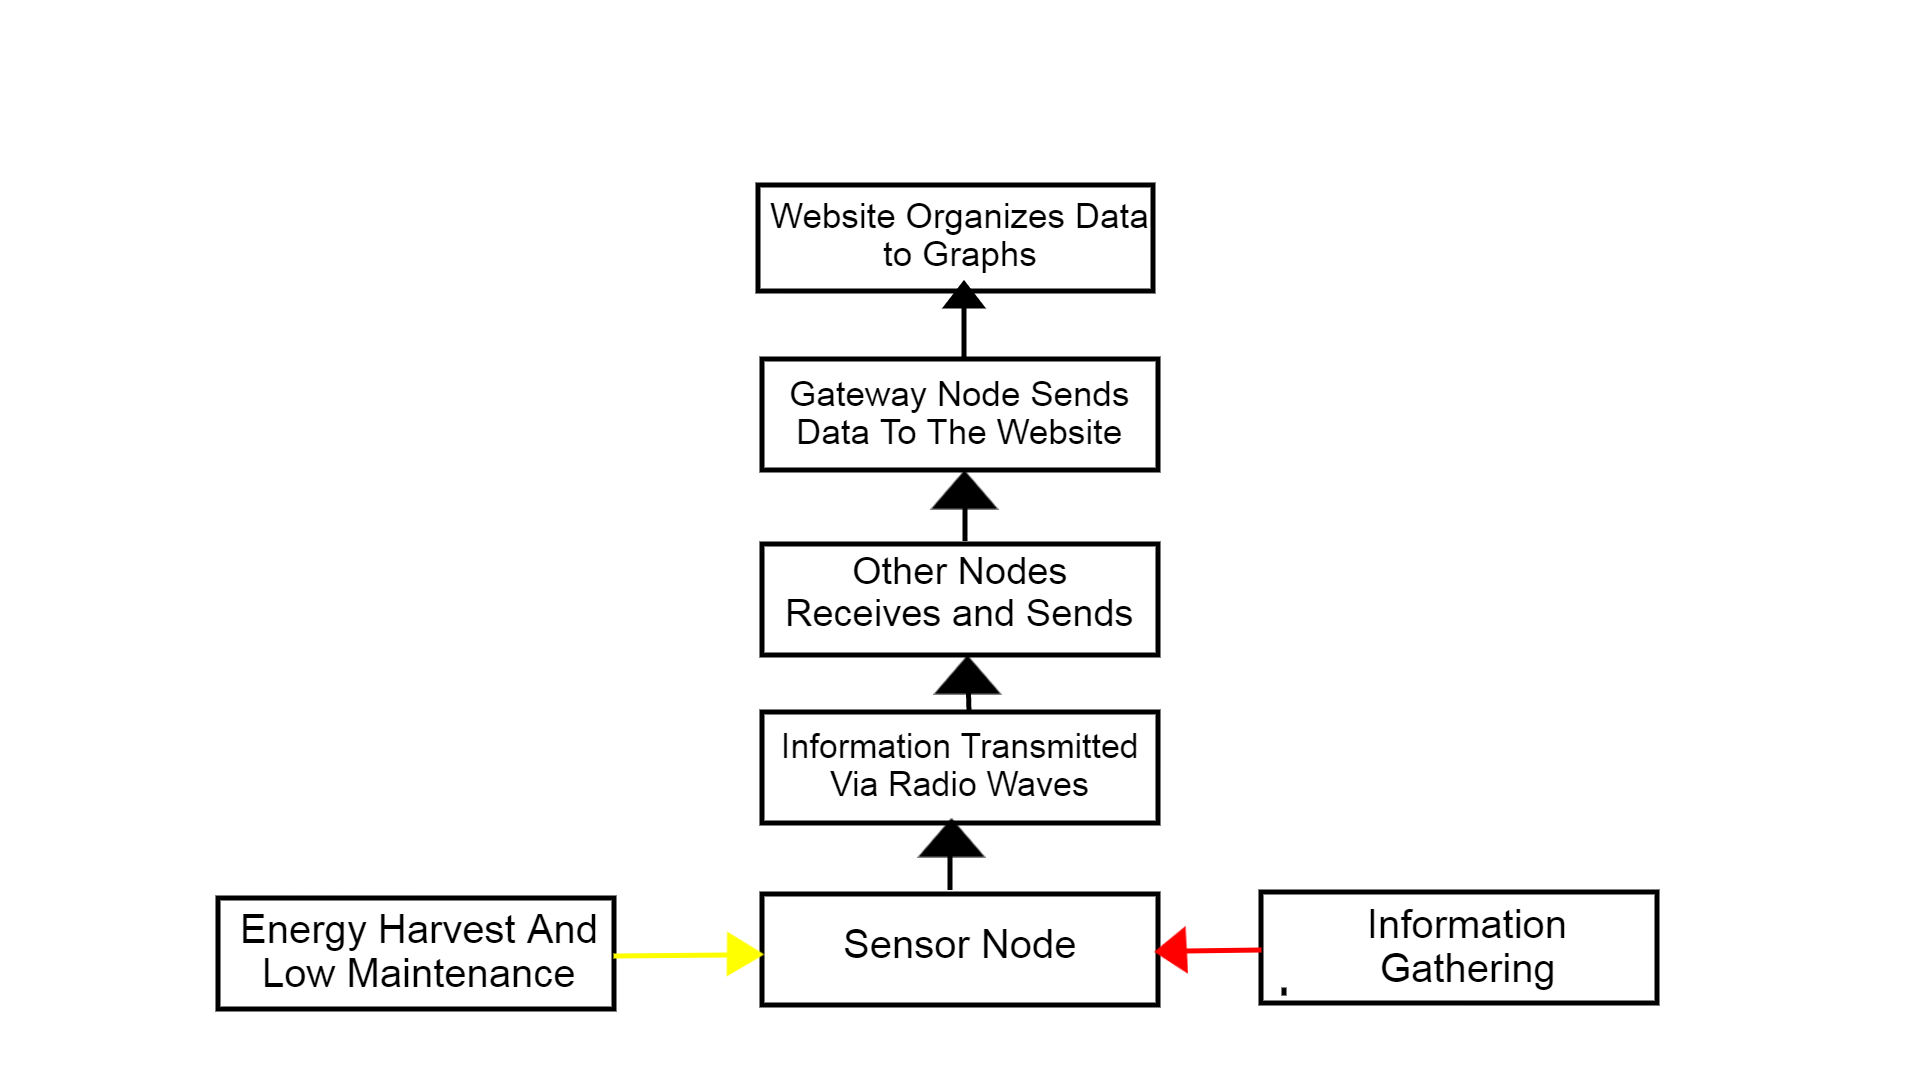 Website Organizes Data
to Graphs
Gateway Node Sends
Data To The Website
Other Nodes
Receives and Sends
Information Transmitted
Via Radio Waves
Energy Harvest And
Low Maintenance
Sensor Node
Information
Gathering